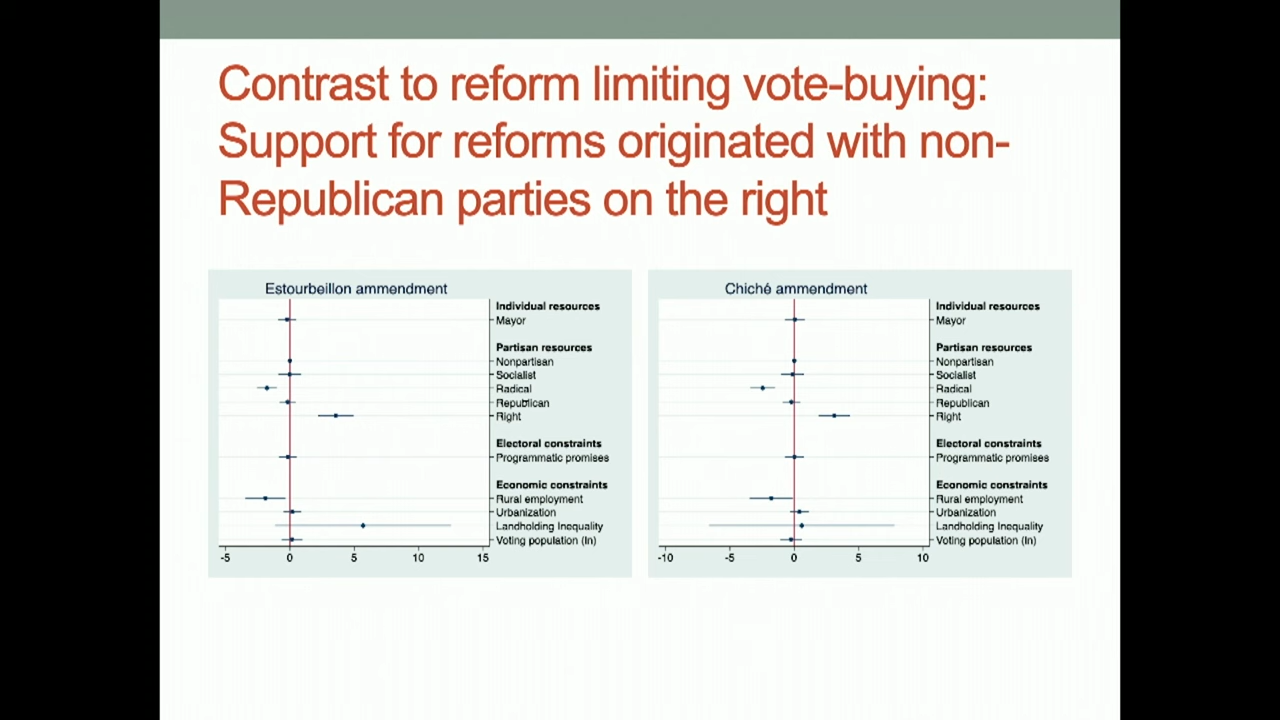 Contrast to reform limiting vote-buying:
Support for reforms originated with non-
Republican parties on the right
Estourbeillon ammendment
Individual resources
Mayor
Partisan resources
Nonpartisan
Socialist
Radical
Republican
Right
Electoral constraints
Programmatic promises
Economic constraints
Rural employment
Urbanization
Landholding Inequality
Voting population (ln)
-5 0 5 10 15
Chiché ammendment
Individual resources
Mayor
Partisan resources
Nonpartisan
Socialist
Radical
Republican
Right
Electoral constraints
Programmatic promises
Economic constraints
Rural employment
Urbanization
Landholding Inequality
Voting population (ln)
-10 -5 0 5 10